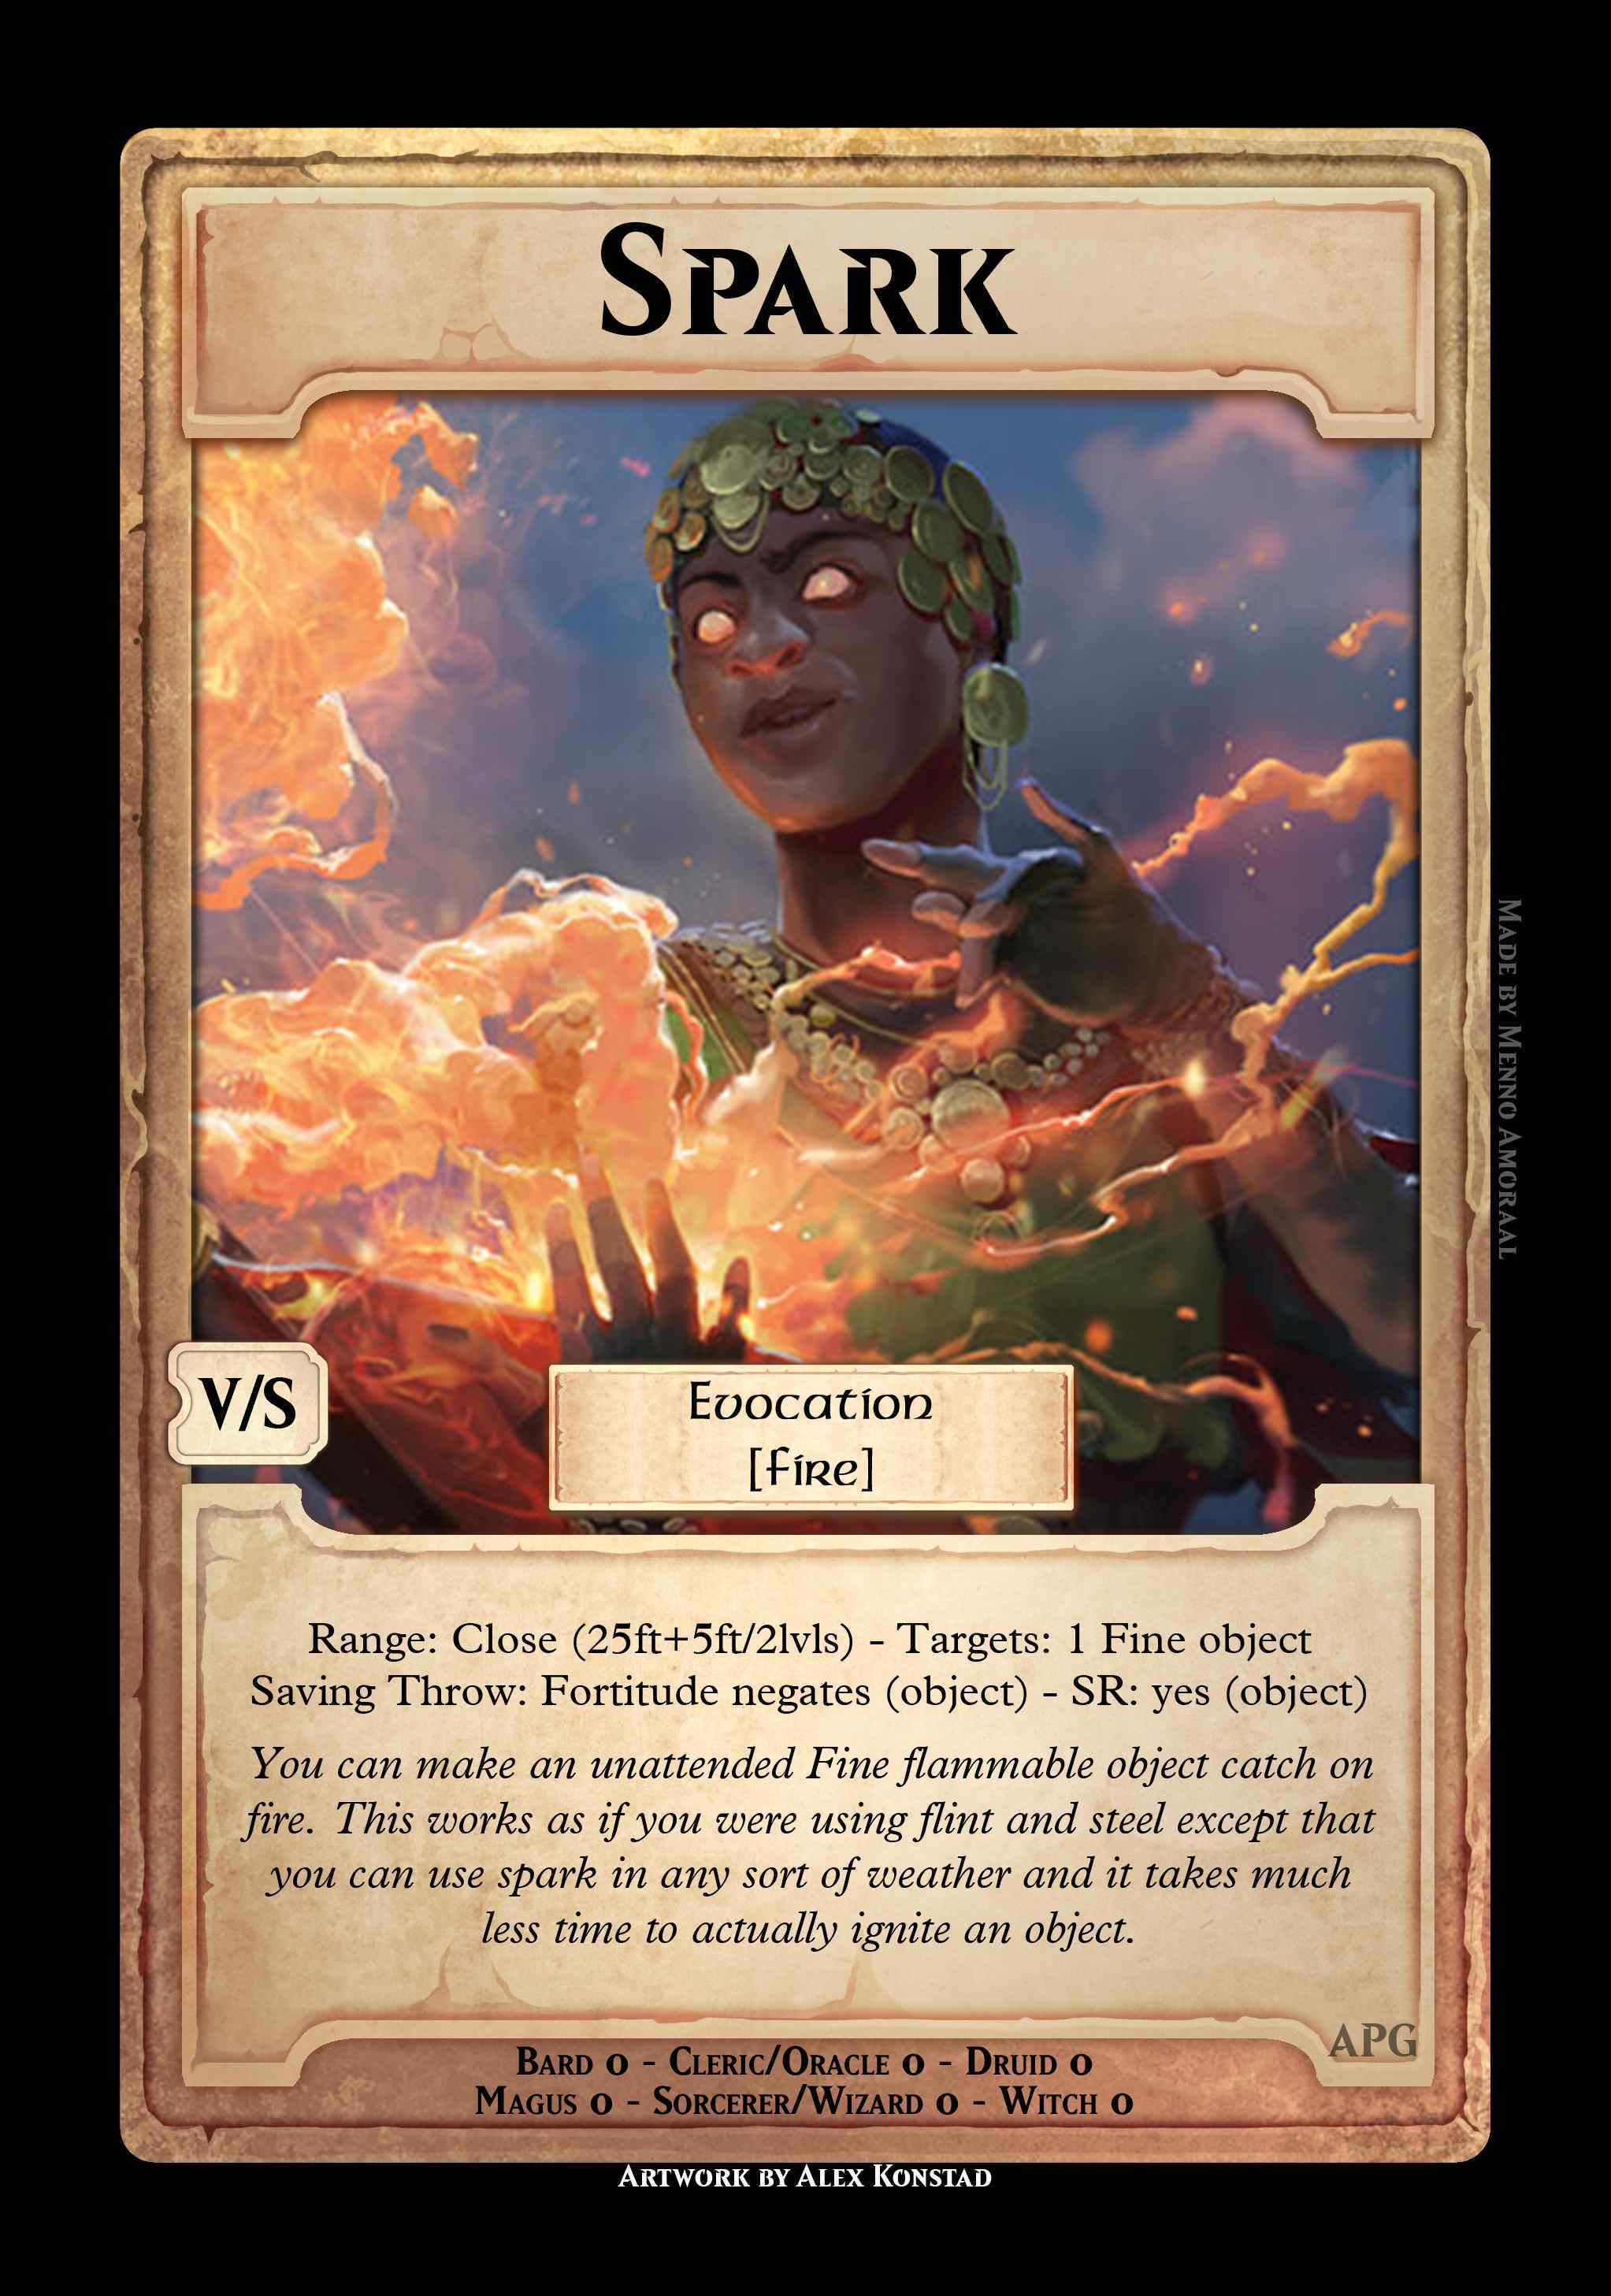 Spark
V/S
Evocation
[Fire]
Range: Close (25ft+5ft/2lvls) - Targets: 1 Fine object
Saving Throw: Fortitude negates (object) - SR: yes (object)
You can make an unattended Fine flammable object catch on
fire. This works as if you were using flint and steel except that
you can use spark in any sort of weather and it takes much
less time to actually ignite an object.
APG
Bard 0 - Cleric/Oracle 0 - Druid 0
Magus 0 - Sorcerer/Wizard 0 - Witch 0
Artwork by Alex Konstad
Made by Menno Amoraal